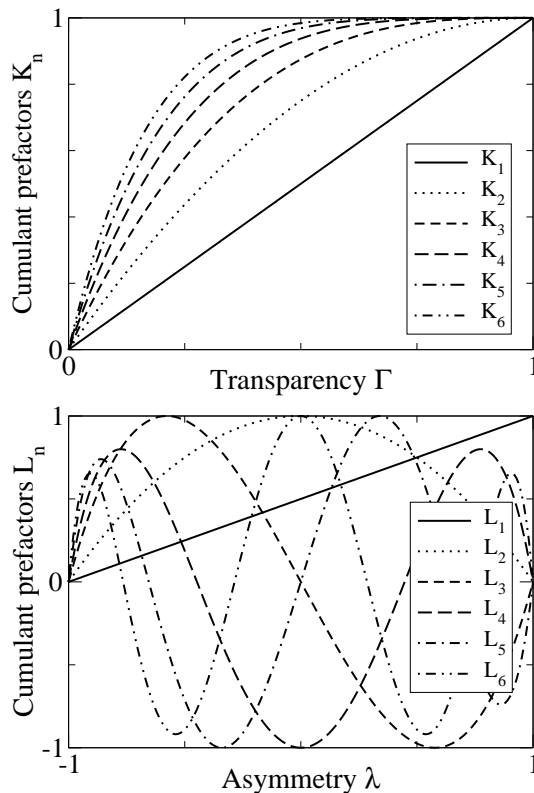 1
Cumulant prefactors K_n
K_1
K_2
K_3
K_4
K_5
K_6
0
0
Transparency Γ
1
1
Cumulant prefactors L_n
0
L_1
L_2
L_3
L_4
L_5
L_6
-1
-1
Asymmetry λ
1